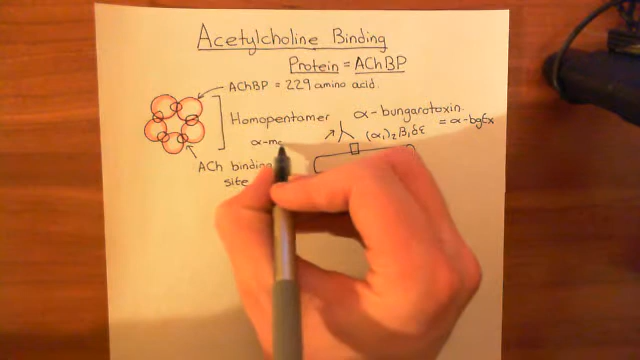 Acetylcholine Binding
Protein = AChBP
AChBP = 229 amino acid.
Homopentamer
α-bungarotoxin.
= α-bgtx
(α₁)₂β₁δε
ACh binding
site